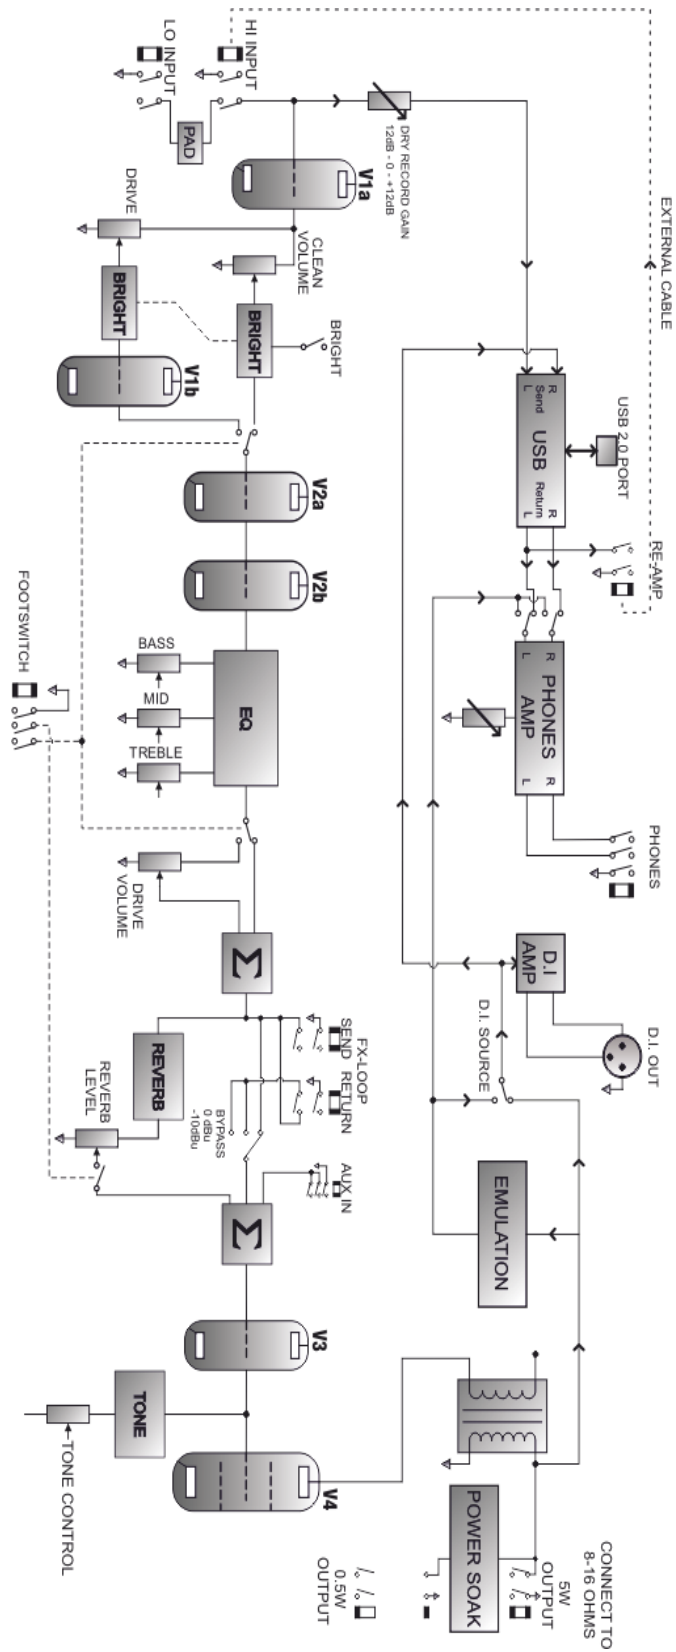 LO INPUT
HI INPUT
PAD
V1a
DRY RECORD GAIN
12dB - 0 - +12dB
EXTERNAL CABLE
DRIVE
CLEAN
VOLUME
BRIGHT
BRIGHT
BRIGHT
V1b
V2a
V2b
R
Send
L
USB
R
Return
L
USB 2.0 PORT
RE-AMP
FOOTSWITCH
BASS
MID
TREBLE
EQ
R
L
PHONES
AMP
R
L
PHONES
DRIVE
VOLUME
Σ
D.I
AMP
D.I. OUT
D.I. SOURCE
FX-LOOP
SEND
RETURN
REVERB
REVERB
LEVEL
BYPASS
0 dBu
-10dBu
AUX IN
Σ
EMULATION
V3
TONE
TONE CONTROL
V4
POWER SOAK
CONNECT TO
8-16 OHMS
5W
OUTPUT
0.5W
OUTPUT